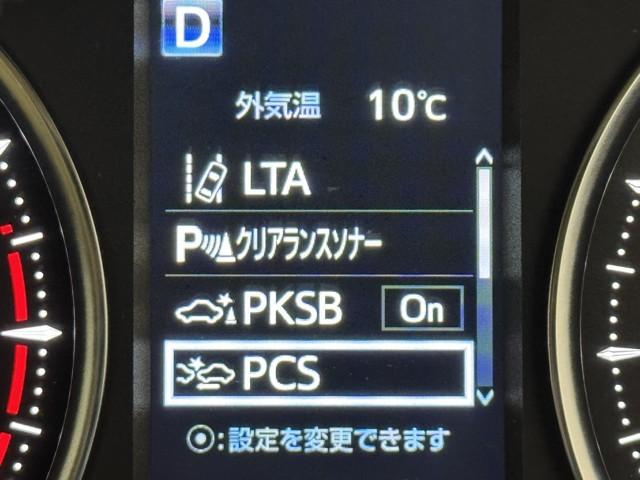 D
外気温 10℃
LTA
P クリアランスソナー
PKSB On
PCS
◉:設定を変更できます